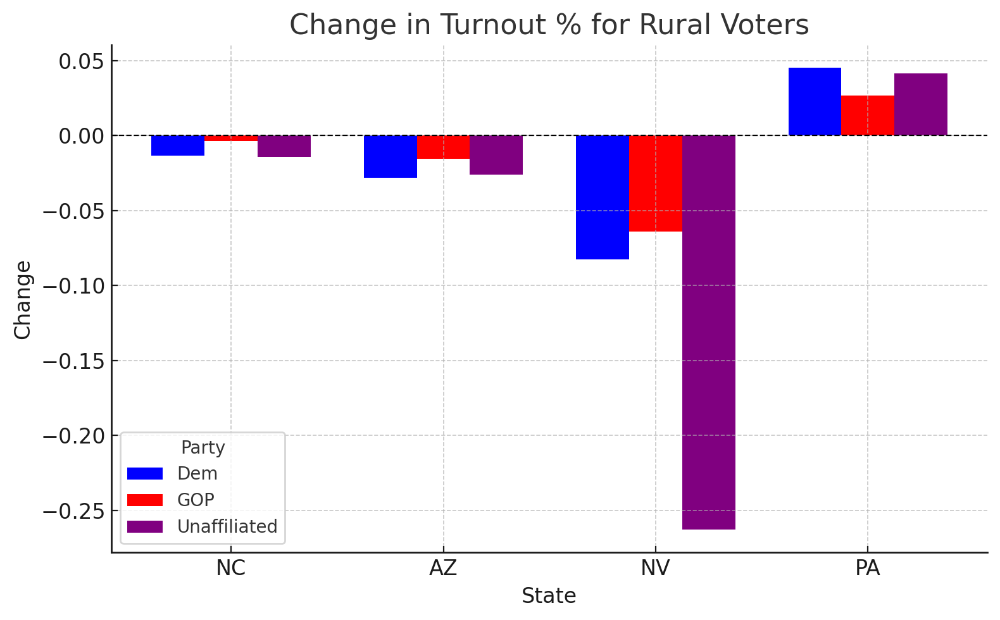 Change in Turnout % for Rural Voters
0.05
0.00
−0.05
−0.10
−0.15
−0.20
−0.25
Change
Party
Dem
GOP
Unaffiliated
NC
AZ
NV
PA
State